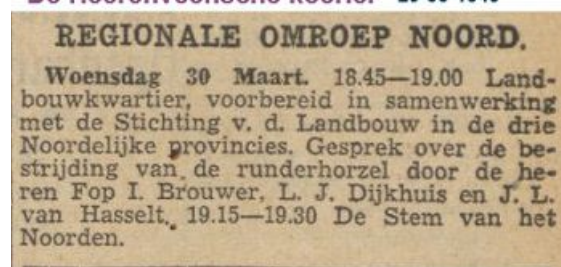 REGIONALE OMROEP NOORD.
Woensdag 30 Maart. 18.45—19.00 Land-
bouwkwartier, voorbereid in samenwerking
met de Stichting v. d. Landbouw in de drie
Noordelijke provincies. Gesprek over de be-
strijding van de runderhorzel door de he-
ren Fop I. Brouwer, L. J. Dijkhuis en J. L.
van Hasselt. 19.15—19.30 De Stem van het
Noorden.